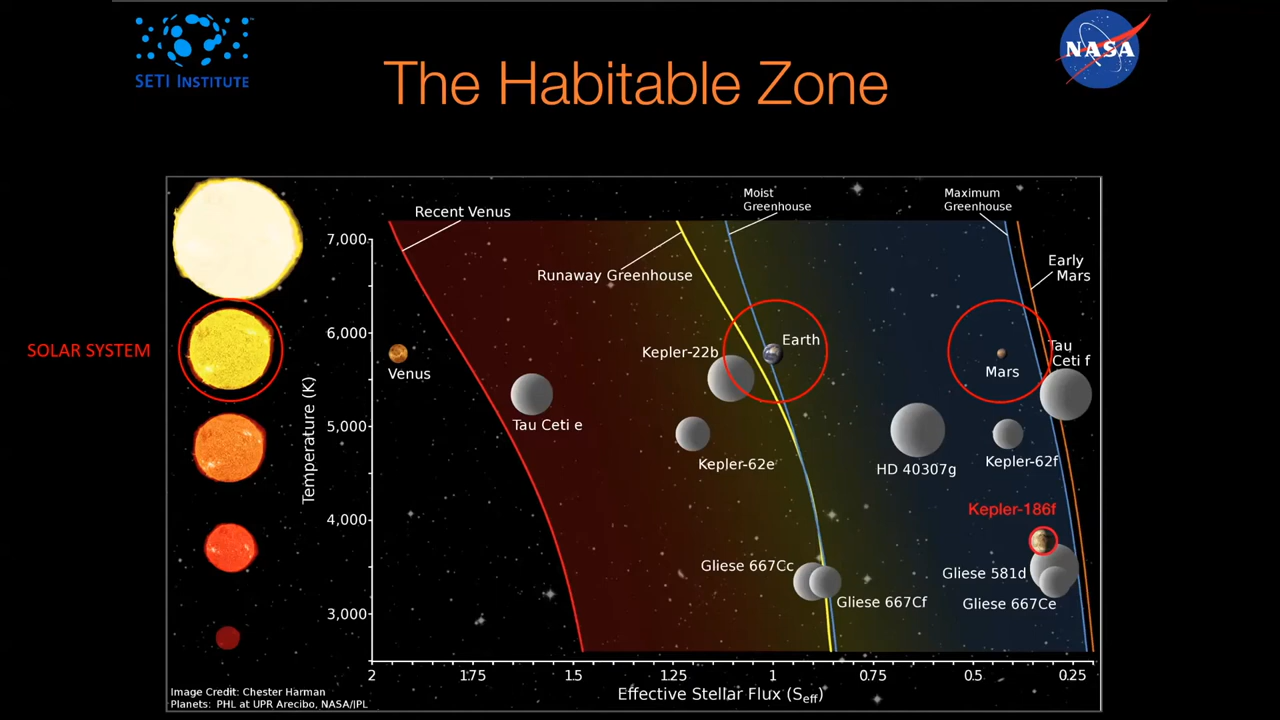 SETI INSTITUTE
NASA
The Habitable Zone
SOLAR SYSTEM
Recent Venus
Runaway Greenhouse
Moist
Greenhouse
Maximum
Greenhouse
Early
Mars
7,000
6,000
5,000
4,000
3,000
Temperature (K)
Venus
Tau Ceti e
Kepler-22b
Earth
Kepler-62e
Mars
Tau
Ceti f
HD 40307g
Kepler-62f
Kepler-186f
Gliese 667Cc
Gliese 667Cf
Gliese 581d
Gliese 667Ce
2 1.75 1.5 1.25 1 0.75 0.5 0.25
Effective Stellar Flux (Seff)
Image Credit: Chester Harman
Planets: PHL at UPR Arecibo, NASA/JPL